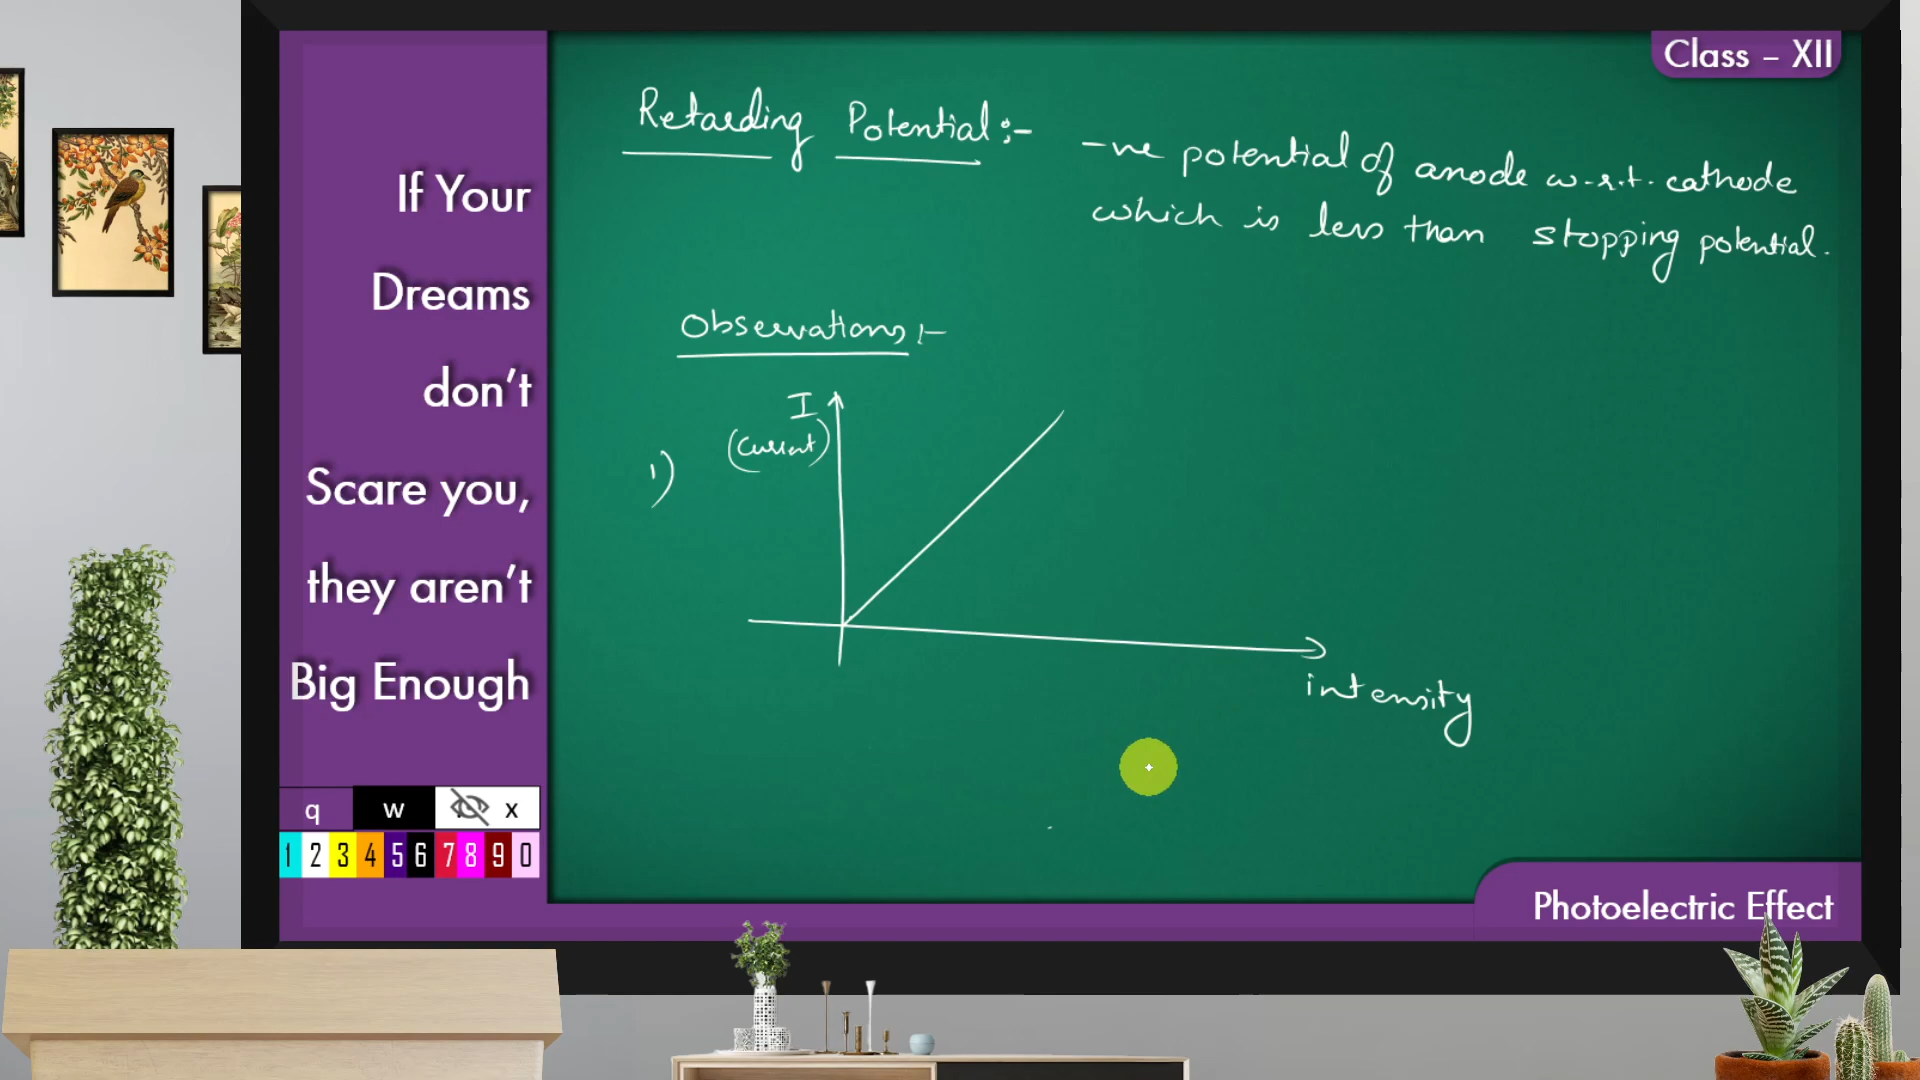 Class – XII
Retarding Potential :-
-ve potential of anode w.r.t. cathode
which is less than stopping potential.
If Your
Dreams
don't
Scare you,
they aren't
Big Enough
Observations :-
I
(Current)
1)
intensity
q w x
1 2 3 4 5 6 7 8 9 0
Photoelectric Effect